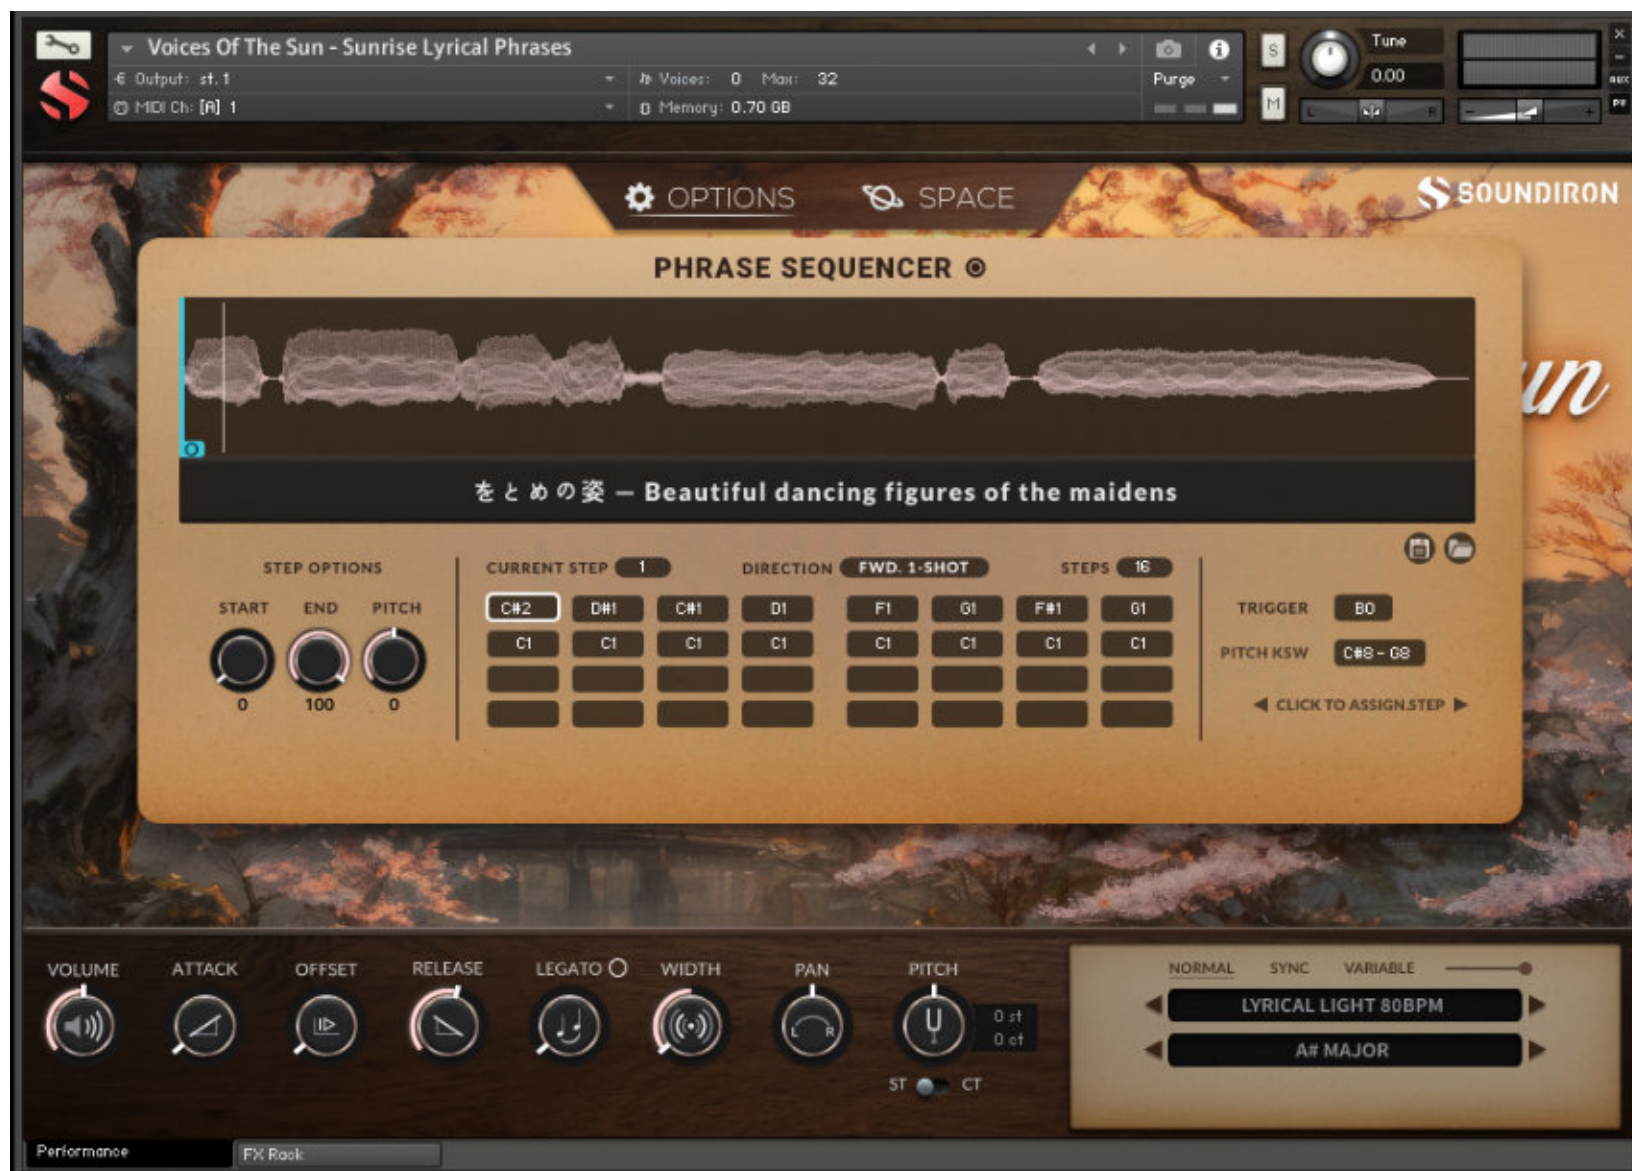 Voices Of The Sun - Sunrise Lyrical Phrases
Output: st. 1
Voices: 0 Max: 32
Purge
MIDI Ch: [A] 1
Memory: 0.70 GB
S
M
Tune
0.00
L R
- +
AUX
PV
OPTIONS
SPACE
SOUNDIRON
PHRASE SEQUENCER
un
をとめの姿 — Beautiful dancing figures of the maidens
STEP OPTIONS
START END PITCH
0 100 0
CURRENT STEP 1
DIRECTION FWD. 1-SHOT
STEPS 16
C#2 D#1 C#1 D1 F1 G1 F#1 G1
C1 C1 C1 C1 C1 C1 C1 C1
TRIGGER B0
PITCH KSW C#8 - G8
CLICK TO ASSIGN.STEP
VOLUME ATTACK OFFSET RELEASE LEGATO WIDTH PAN PITCH
L R
0 st
0 ct
ST CT
NORMAL SYNC VARIABLE
LYRICAL LIGHT 80BPM
A# MAJOR
Performance
FX Rack